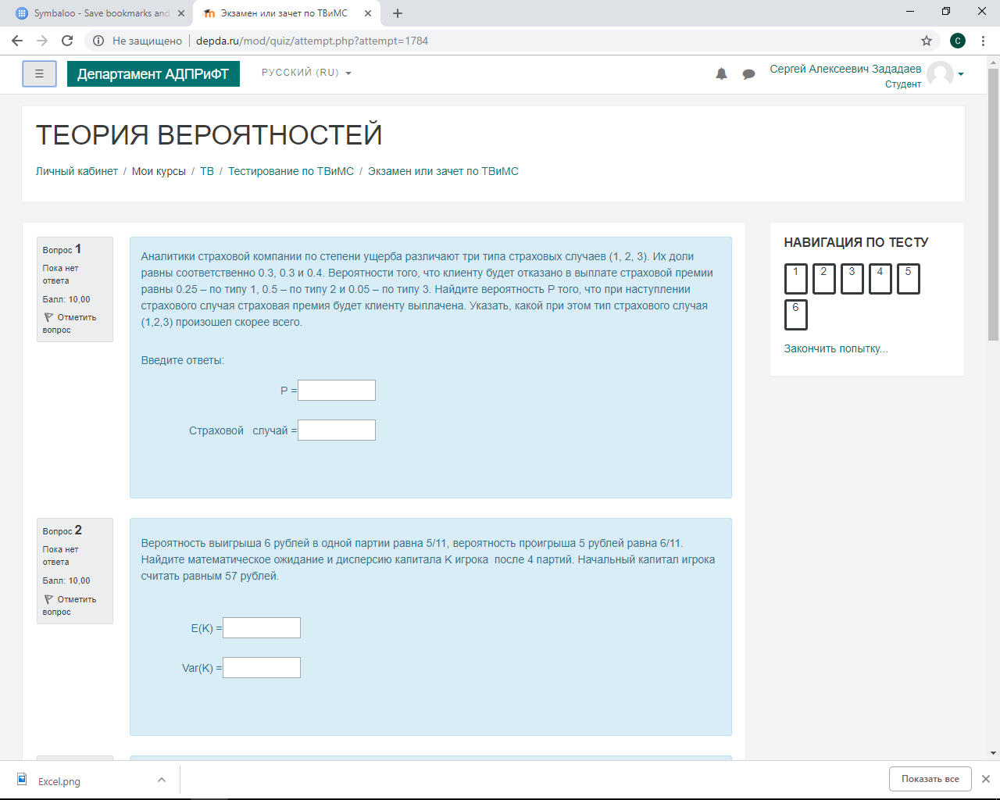 Symbaloo - Save bookmarks and
Экзамен или зачет по ТВиМС
Не защищено
depda.ru/mod/quiz/attempt.php?attempt=1784
С
Департамент АДПРиФТ
РУССКИЙ (RU)
Сергей Алексеевич Зададаев
Студент
ТЕОРИЯ ВЕРОЯТНОСТЕЙ
Личный кабинет / Мои курсы / ТВ / Тестирование по ТВиМС / Экзамен или зачет по ТВиМС
Вопрос 1
Пока нет
ответа
Балл: 10,00
Отметить
вопрос
Аналитики страховой компании по степени ущерба различают три типа страховых случаев (1, 2, 3). Их доли
равны соответственно 0.3, 0.3 и 0.4. Вероятности того, что клиенту будет отказано в выплате страховой премии
равны 0.25 – по типу 1, 0.5 – по типу 2 и 0.05 – по типу 3. Найдите вероятность P того, что при наступлении
страхового случая страховая премия будет клиенту выплачена. Указать, какой при этом тип страхового случая
(1,2,3) произошел скорее всего.
Введите ответы:
P =
Страховой случай =
Вопрос 2
Пока нет
ответа
Балл: 10,00
Отметить
вопрос
Вероятность выигрыша 6 рублей в одной партии равна 5/11, вероятность проигрыша 5 рублей равна 6/11.
Найдите математическое ожидание и дисперсию капитала K игрока после 4 партий. Начальный капитал игрока
считать равным 57 рублей.
E(K) =
Var(K) =
НАВИГАЦИЯ ПО ТЕСТУ
1 2 3 4 5
6
Закончить попытку...
Excel.png
Показать все